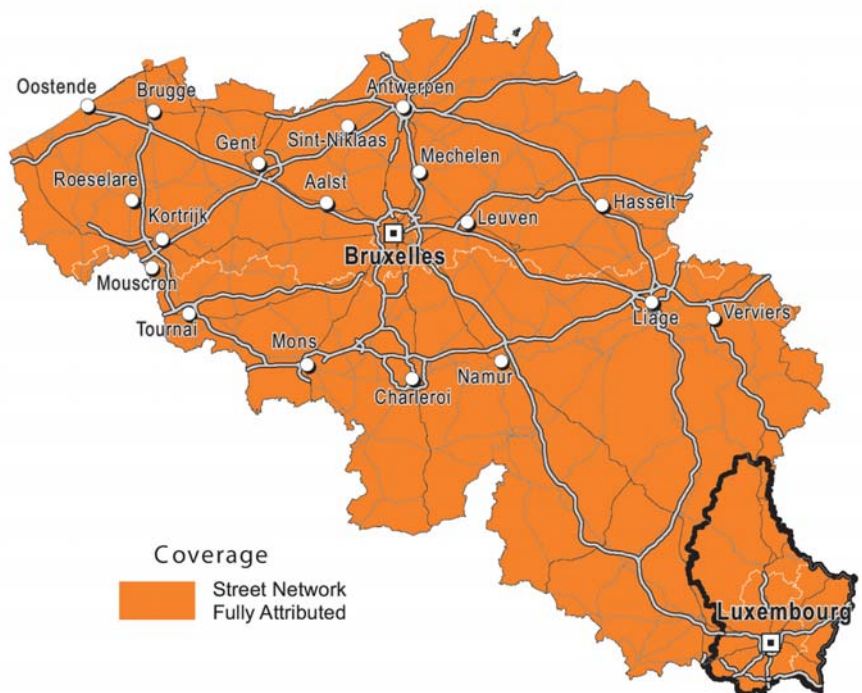 Oostende
Brugge
Antwerpen
Gent
Sint-Niklaas
Mechelen
Roeselare
Aalst
Hasselt
Kortrijk
Leuven
Bruxelles
Mouscron
Tournai
Liage
Verviers
Mons
Namur
Charleroi
Coverage
Street Network
Fully Attributed
Luxembourg